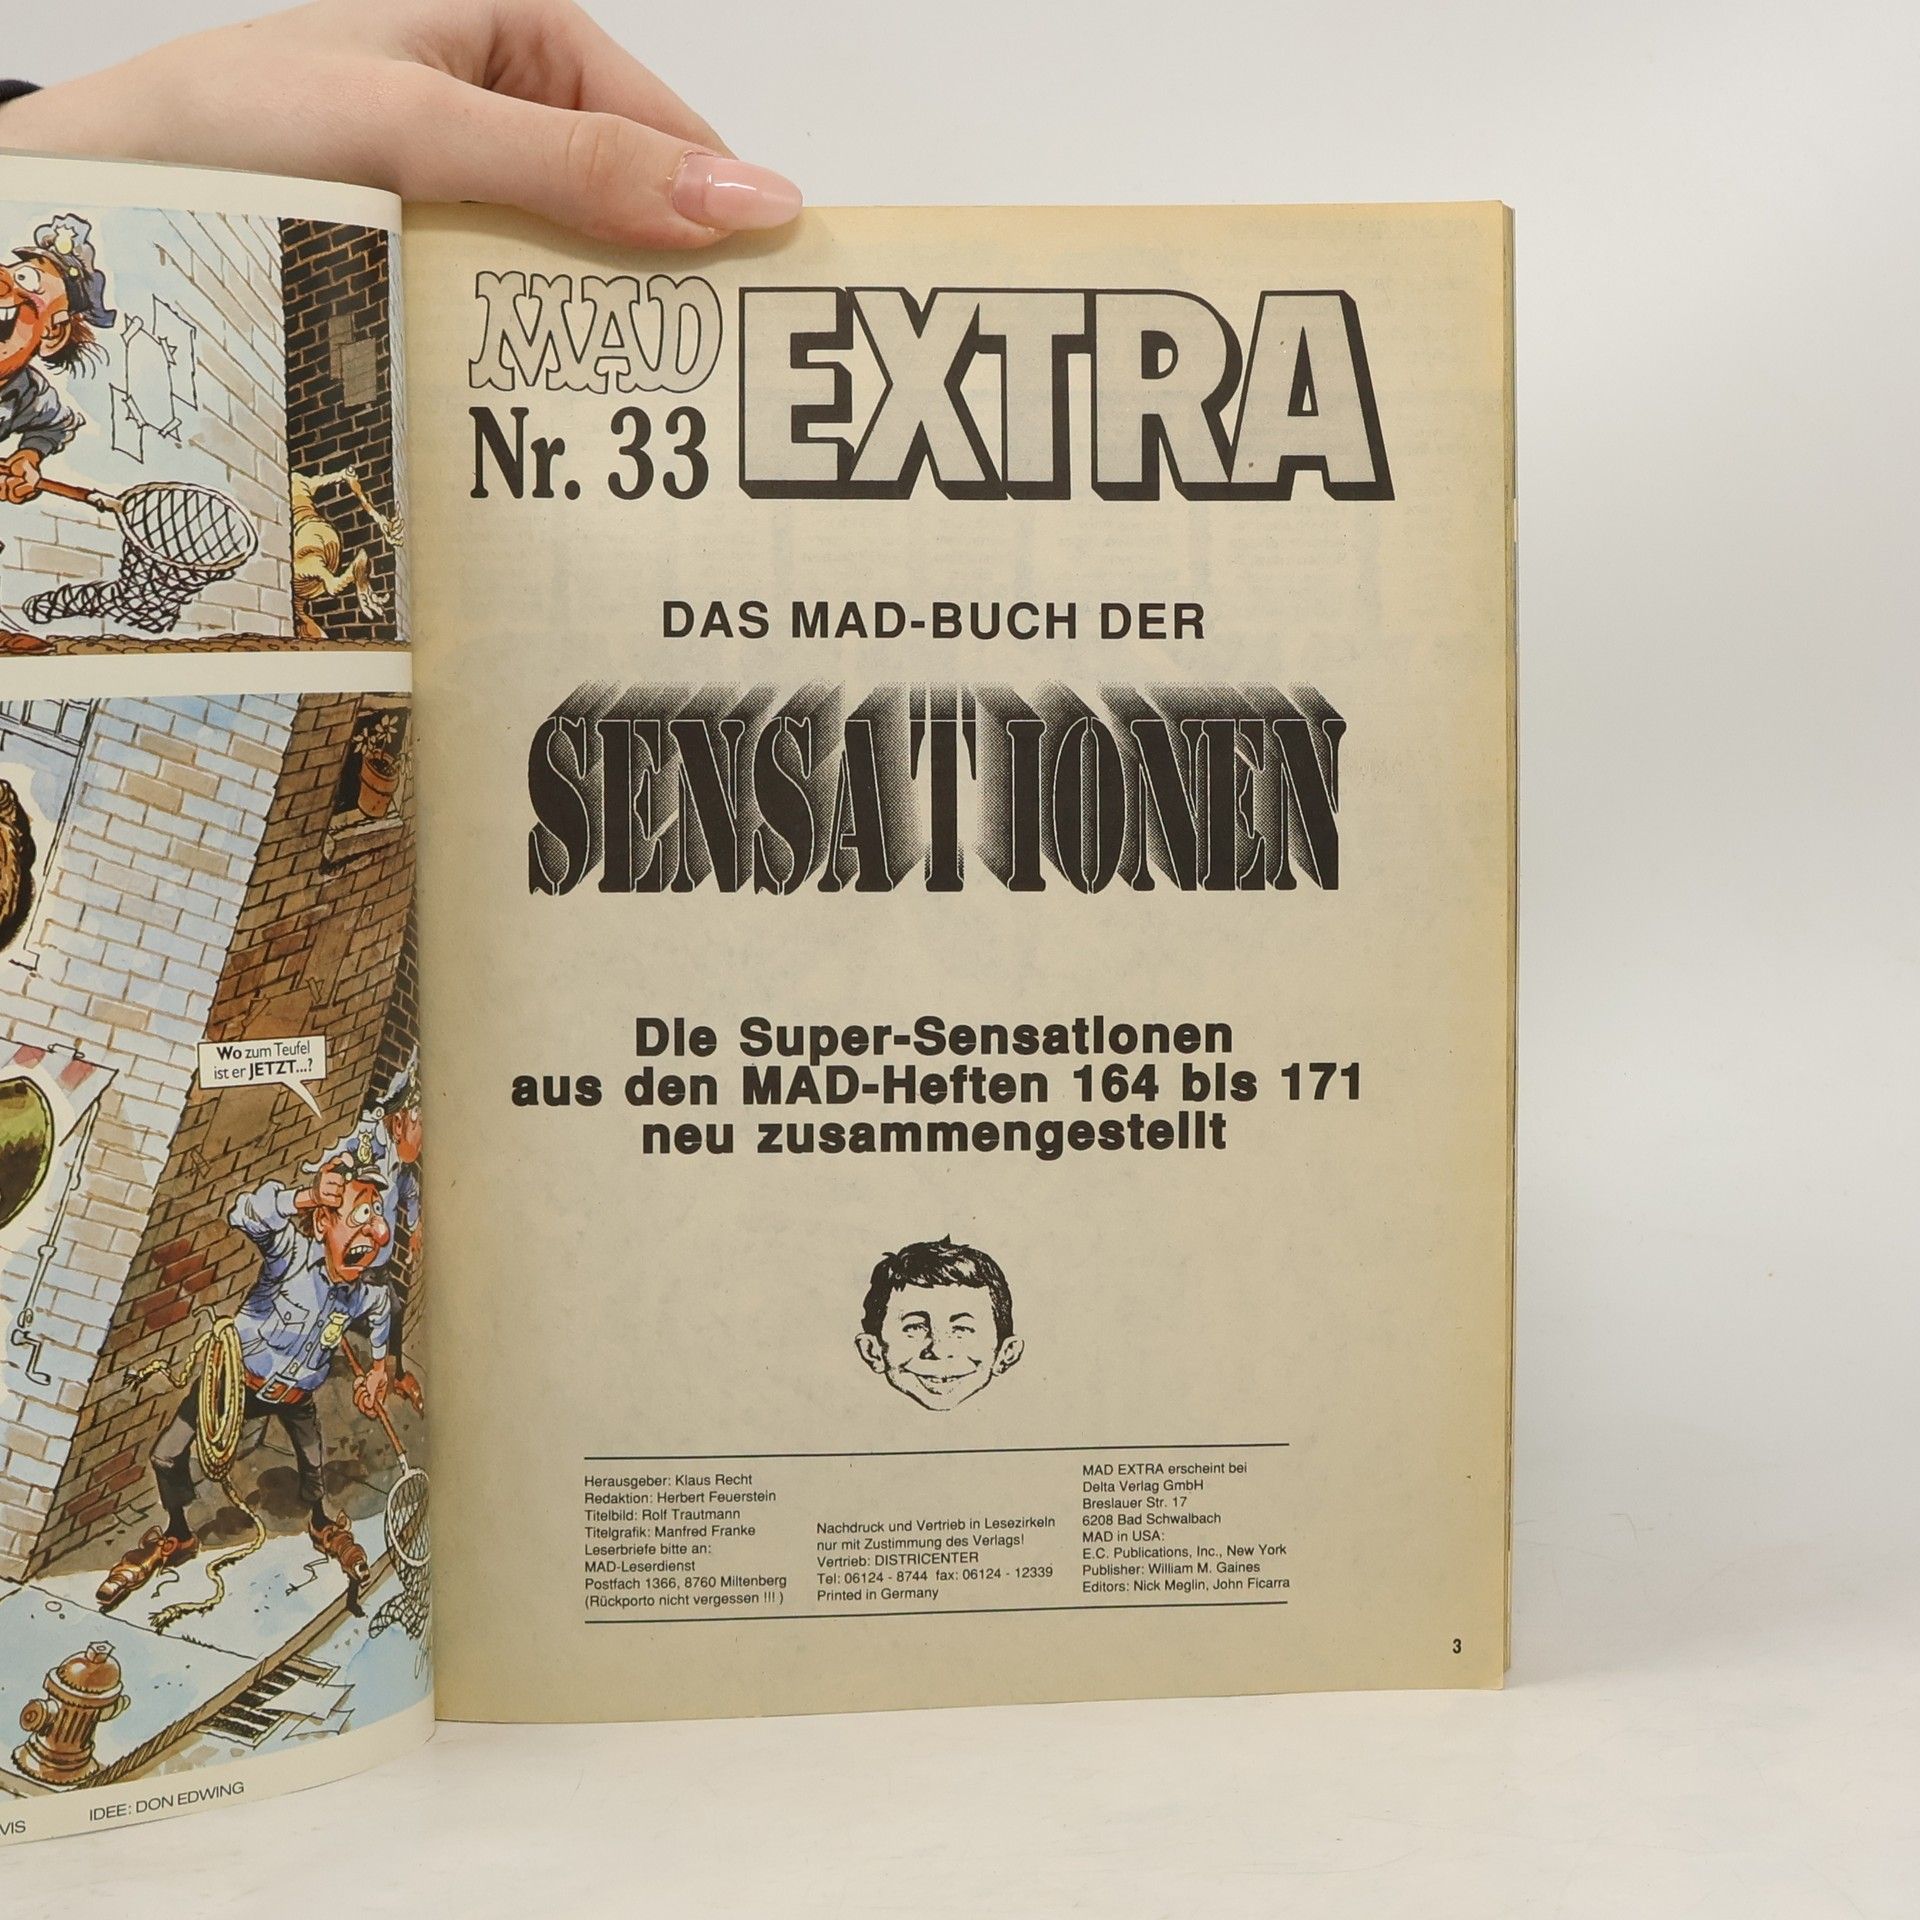 Wo zum Teufel
ist er JETZT...?
VIS
IDEE: DON EDWING
MAD EXTRA
Nr. 33
DAS MAD-BUCH DER
SENSATIONEN
Die Super-Sensationen
aus den MAD-Heften 164 bis 171
neu zusammengestellt
Herausgeber: Klaus Recht
Redaktion: Herbert Feuerstein
Titelbild: Rolf Trautmann
Titelgrafik: Manfred Franke
Leserbriefe bitte an:
MAD-Leserdienst
Postfach 1366, 8760 Miltenberg
(Rückporto nicht vergessen !!! )
Nachdruck und Vertrieb in Lesezirkeln
nur mit Zustimmung des Verlags!
Vertrieb: DISTRICENTER
Tel: 06124 - 8744 fax: 06124 - 12339
Printed in Germany
MAD EXTRA erscheint bei
Delta Verlag GmbH
Breslauer Str. 17
6208 Bad Schwalbach
MAD in USA:
E.C. Publications, Inc., New York
Publisher: William M. Gaines
Editors: Nick Meglin, John Ficarra
3